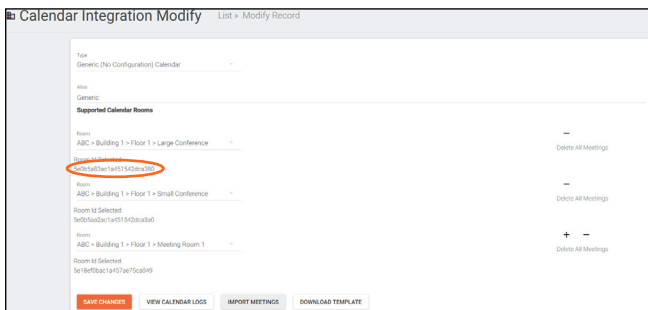 Calendar Integration Modify List » Modify Record
Type
Generic (No Configuration) Calendar
Alias
Generic
Supported Calendar Rooms
Room
ABC > Building 1 > Floor 1 > Large Conference
Delete All Meetings
Room Id Selected:
5e0b5a83ac1a451542dca380
Room
ABC > Building 1 > Floor 1 > Small Conference
Delete All Meetings
Room Id Selected:
5e0b5aa2ac1a451542dca3a0
Room
ABC > Building 1 > Floor 1 > Meeting Room 1
Delete All Meetings
Room Id Selected:
5e18ef0bac1a457ae75ca049
SAVE CHANGES VIEW CALENDAR LOGS IMPORT MEETINGS DOWNLOAD TEMPLATE